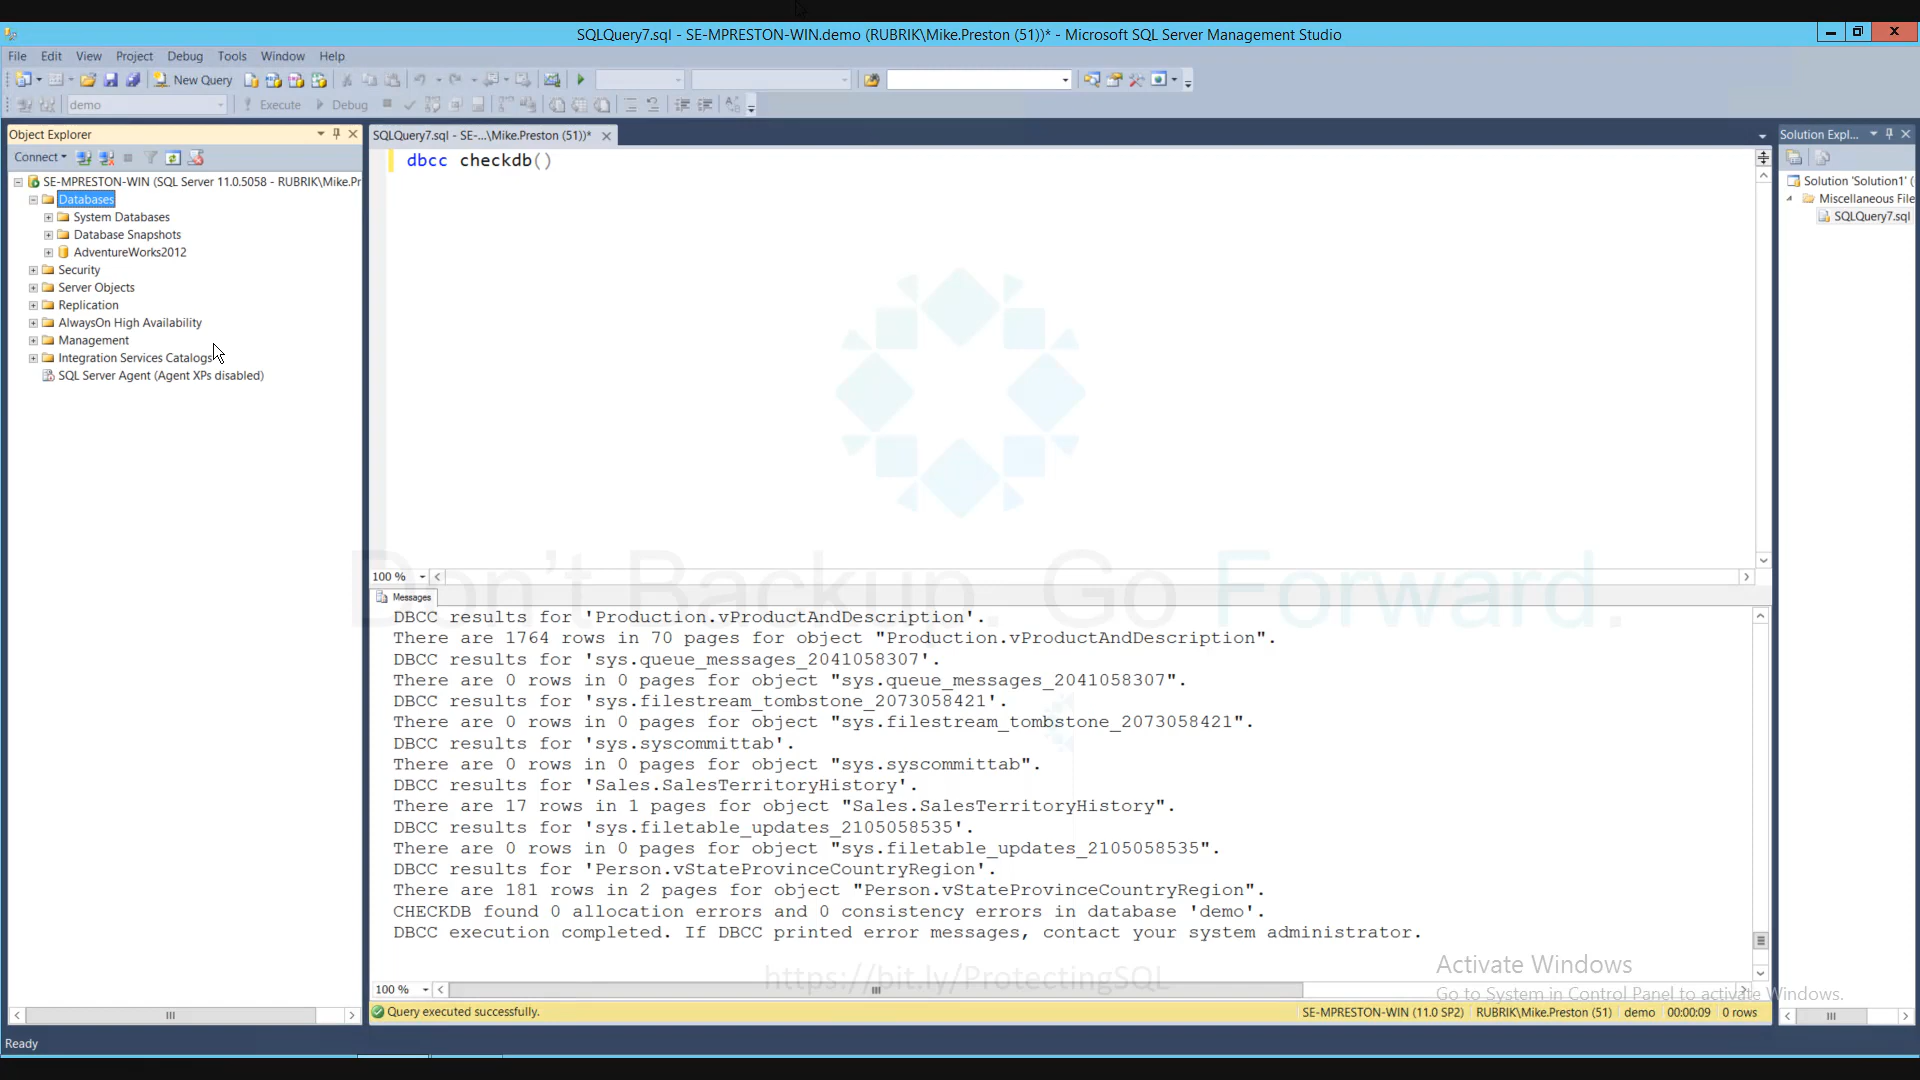 SQLQuery7.sql - SE-MPRESTON-WIN.demo (RUBRIK\Mike.Preston (51))* - Microsoft SQL Server Management Studio
File Edit View Project Debug Tools Window Help
New Query
demo Execute Debug
Object Explorer
Connect
SE-MPRESTON-WIN (SQL Server 11.0.5058 - RUBRIK\Mike.Pr
Databases
System Databases
Database Snapshots
AdventureWorks2012
Security
Server Objects
Replication
AlwaysOn High Availability
Management
Integration Services Catalogs
SQL Server Agent (Agent XPs disabled)
SQLQuery7.sql - SE-...\Mike.Preston (51))*
dbcc checkdb()
Don't Backup. Go Forward.
100 %
Messages
DBCC results for 'Production.vProductAndDescription'.
There are 1764 rows in 70 pages for object "Production.vProductAndDescription".
DBCC results for 'sys.queue_messages_2041058307'.
There are 0 rows in 0 pages for object "sys.queue_messages_2041058307".
DBCC results for 'sys.filestream_tombstone_2073058421'.
There are 0 rows in 0 pages for object "sys.filestream_tombstone_2073058421".
DBCC results for 'sys.syscommittab'.
There are 0 rows in 0 pages for object "sys.syscommittab".
DBCC results for 'Sales.SalesTerritoryHistory'.
There are 17 rows in 1 pages for object "Sales.SalesTerritoryHistory".
DBCC results for 'sys.filetable_updates_2105058535'.
There are 0 rows in 0 pages for object "sys.filetable_updates_2105058535".
DBCC results for 'Person.vStateProvinceCountryRegion'.
There are 181 rows in 2 pages for object "Person.vStateProvinceCountryRegion".
CHECKDB found 0 allocation errors and 0 consistency errors in database 'demo'.
DBCC execution completed. If DBCC printed error messages, contact your system administrator.
https://bit.ly/ProtectingSQL
100 %
Query executed successfully.
SE-MPRESTON-WIN (11.0 SP2) RUBRIK\Mike.Preston (51) demo 00:00:09 0 rows
Solution Expl...
Solution 'Solution1' (
Miscellaneous File
SQLQuery7.sql
Activate Windows
Go to System in Control Panel to activate Windows.
Ready